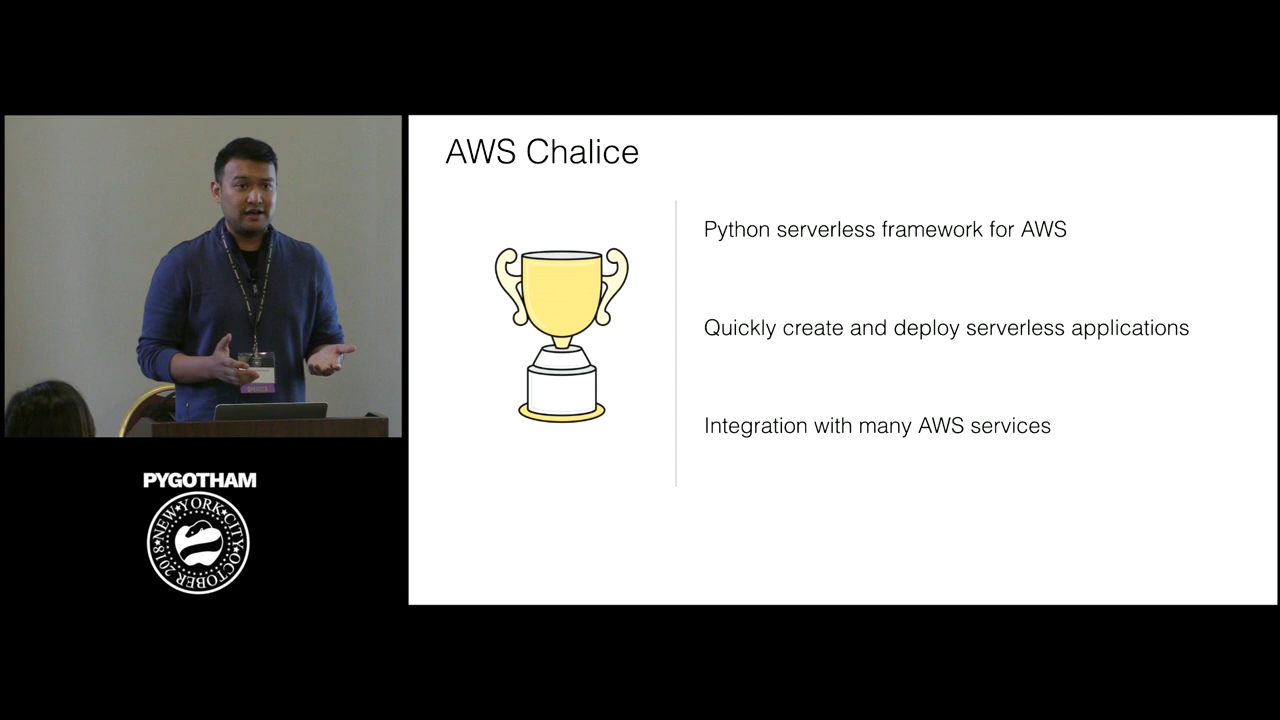 AWS Chalice
Python serverless framework for AWS
Quickly create and deploy serverless applications
Integration with many AWS services
PYGOTHAM
NEW★YORK★CITY★OCTOBER 2018★